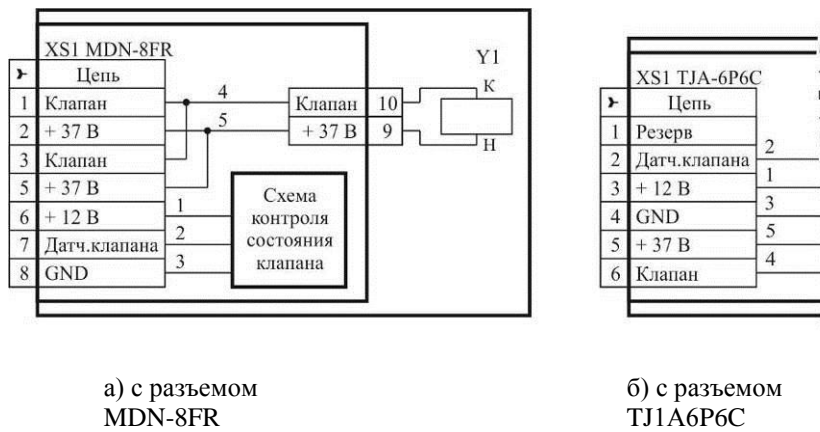 XS1 MDN-8FR
Цепь
1 Клапан
2 + 37 В
3 Клапан
5 + 37 В
6 + 12 В
7 Датч.клапана
8 GND
4
5
1
2
3
Клапан 10
+ 37 В 9
Y1
К
Н
Схема
контроля
состояния
клапана
XS1 TJA-6P6C
Цепь
1 Резерв
2 Датч.клапана
3 + 12 В
4 GND
5 + 37 В
6 Клапан
2
1
3
5
4
а) с разъемом
MDN-8FR
б) с разъемом
TJ1A6P6C